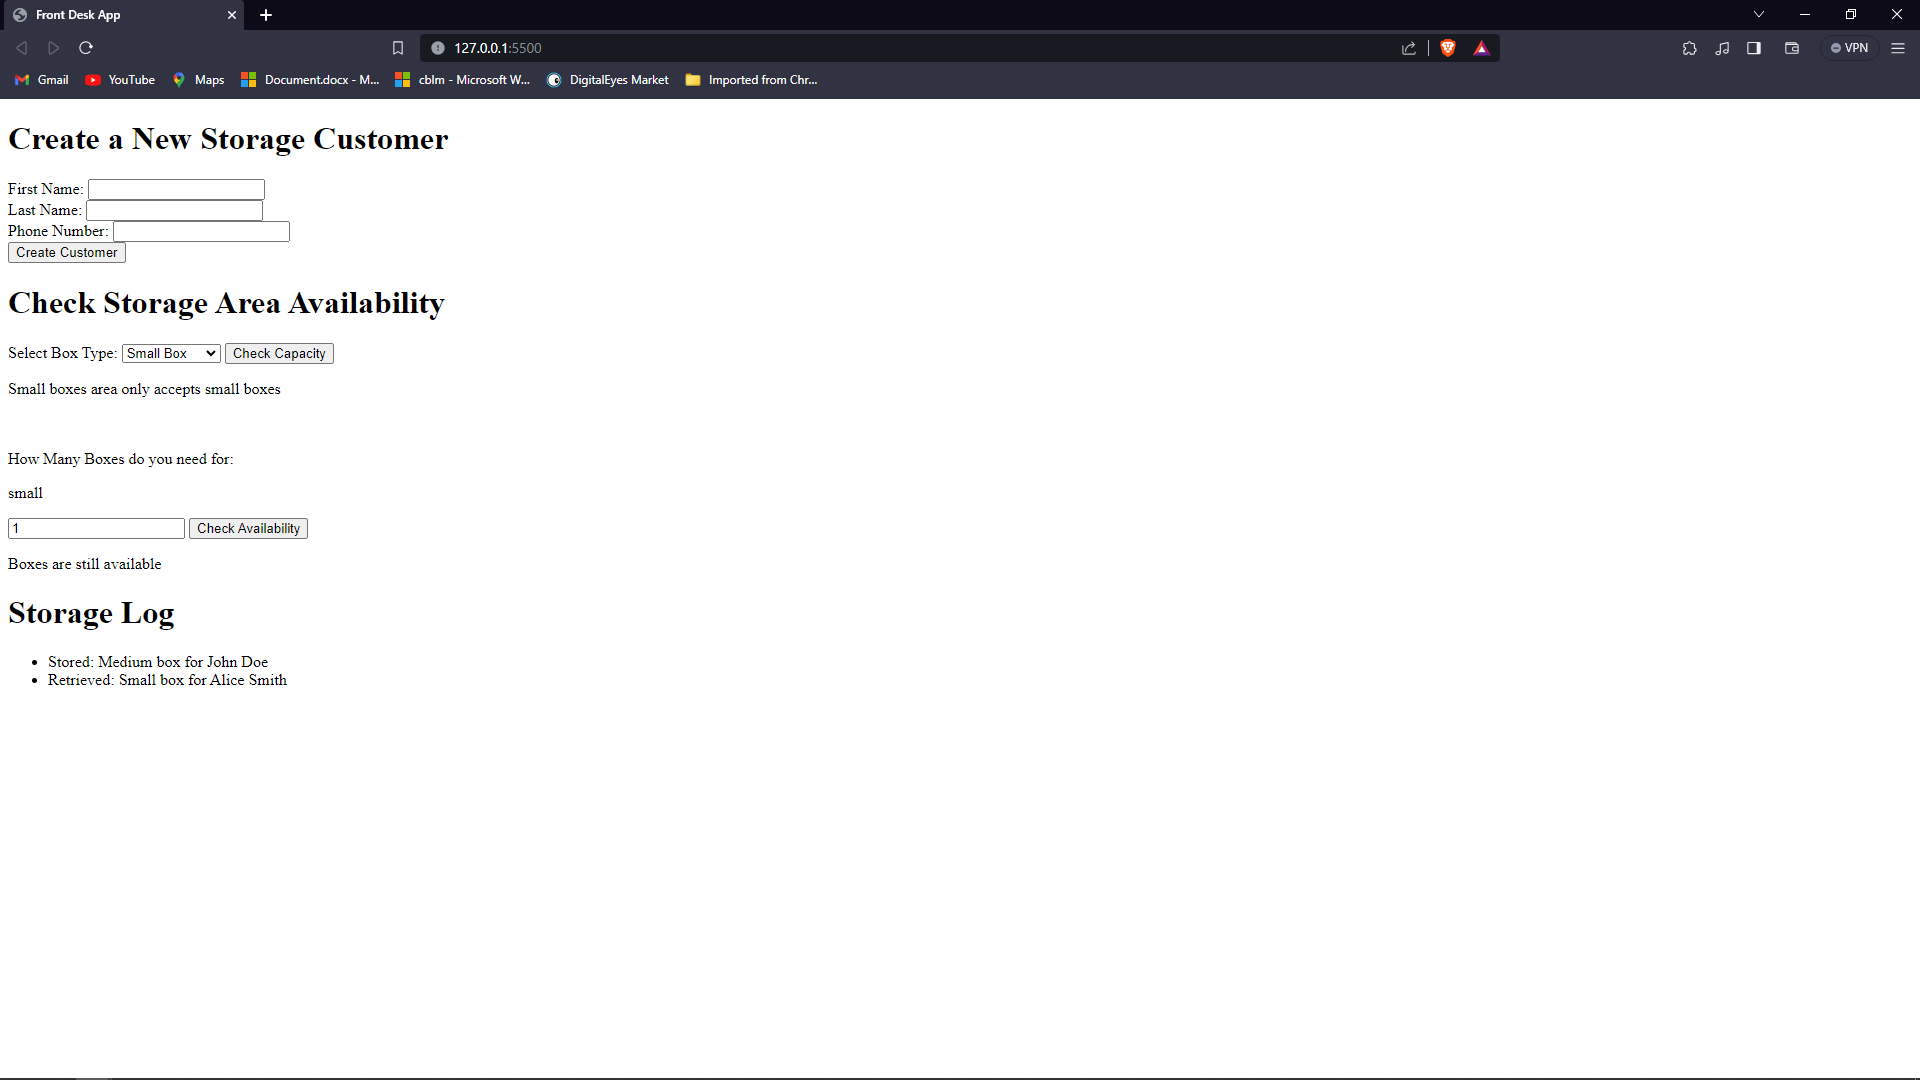 Front Desk App
127.0.0.1:5500
VPN
Gmail YouTube Maps Document.docx - M... cblm - Microsoft W... DigitalEyes Market Imported from Chr...
Create a New Storage Customer
First Name:
Last Name:
Phone Number:
Create Customer
Check Storage Area Availability
Select Box Type: Small Box Check Capacity
Small boxes area only accepts small boxes
How Many Boxes do you need for:
small
1 Check Availability
Boxes are still available
Storage Log
• Stored: Medium box for John Doe
• Retrieved: Small box for Alice Smith